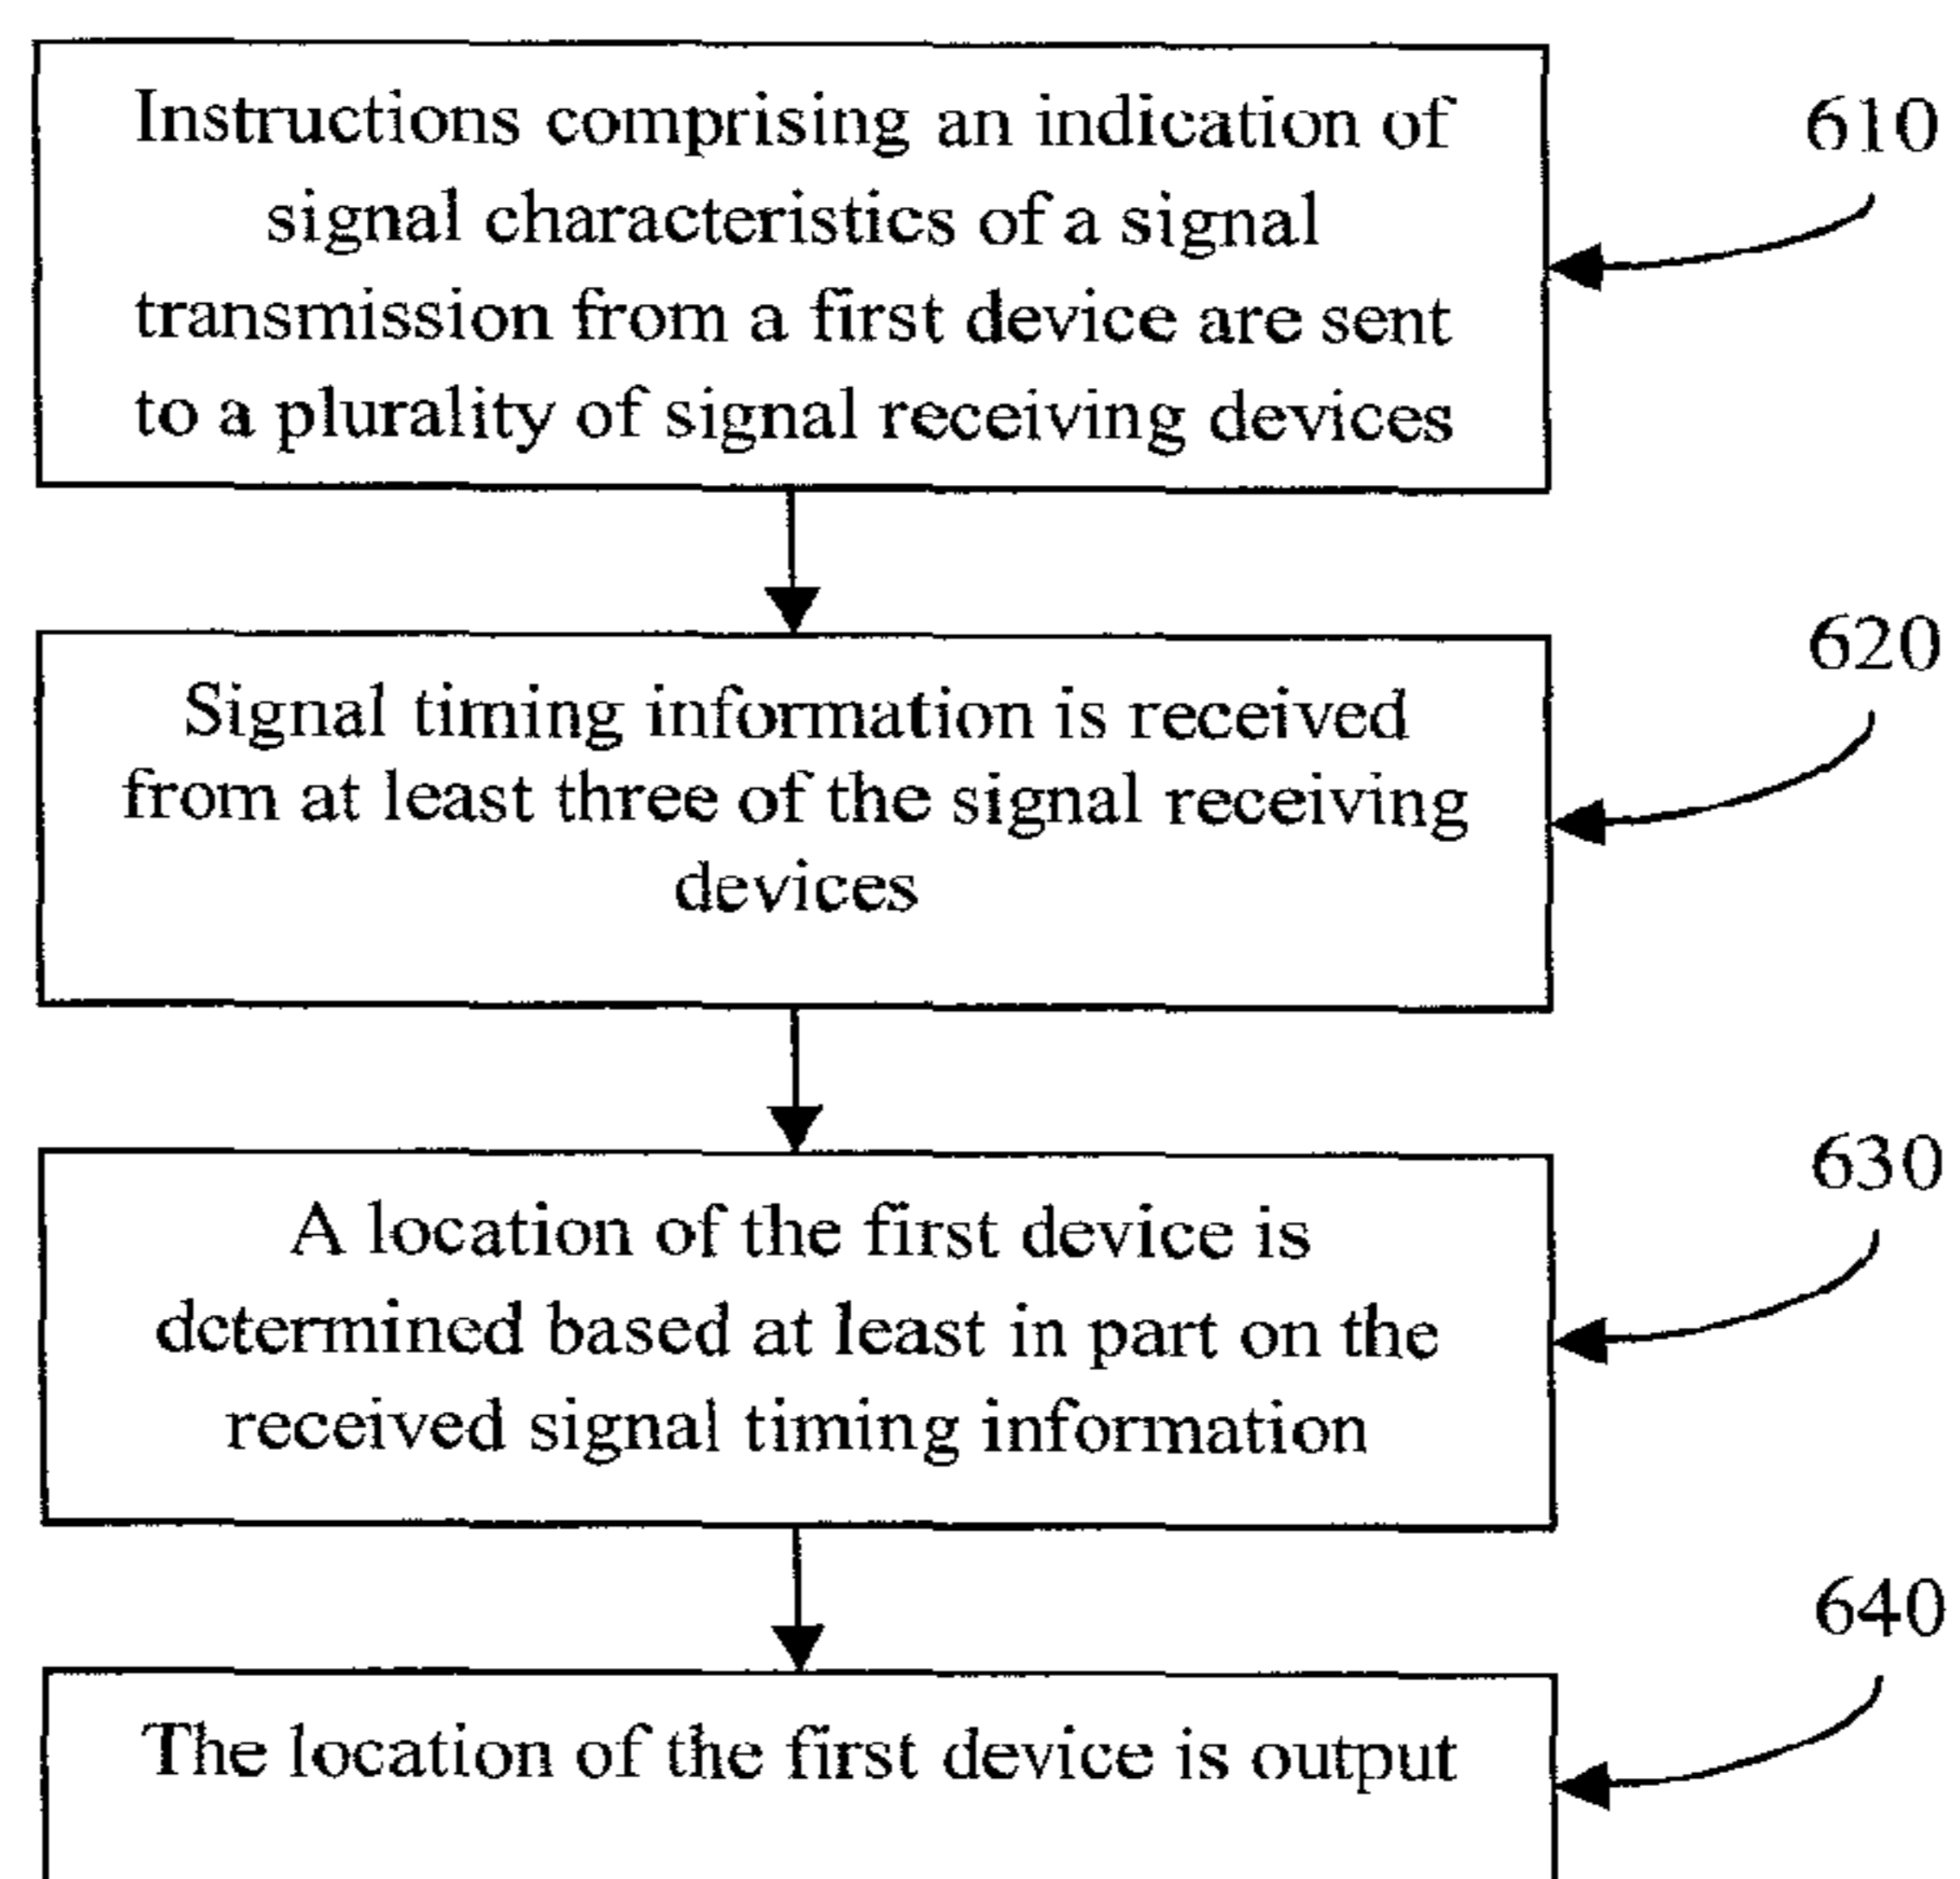 Instructions comprising an indication of
signal characteristics of a signal
transmission from a first device are sent
to a plurality of signal receiving devices
610
Signal timing information is received
from at least three of the signal receiving
devices
620
A location of the first device is
determined based at least in part on the
received signal timing information
630
The location of the first device is output
640